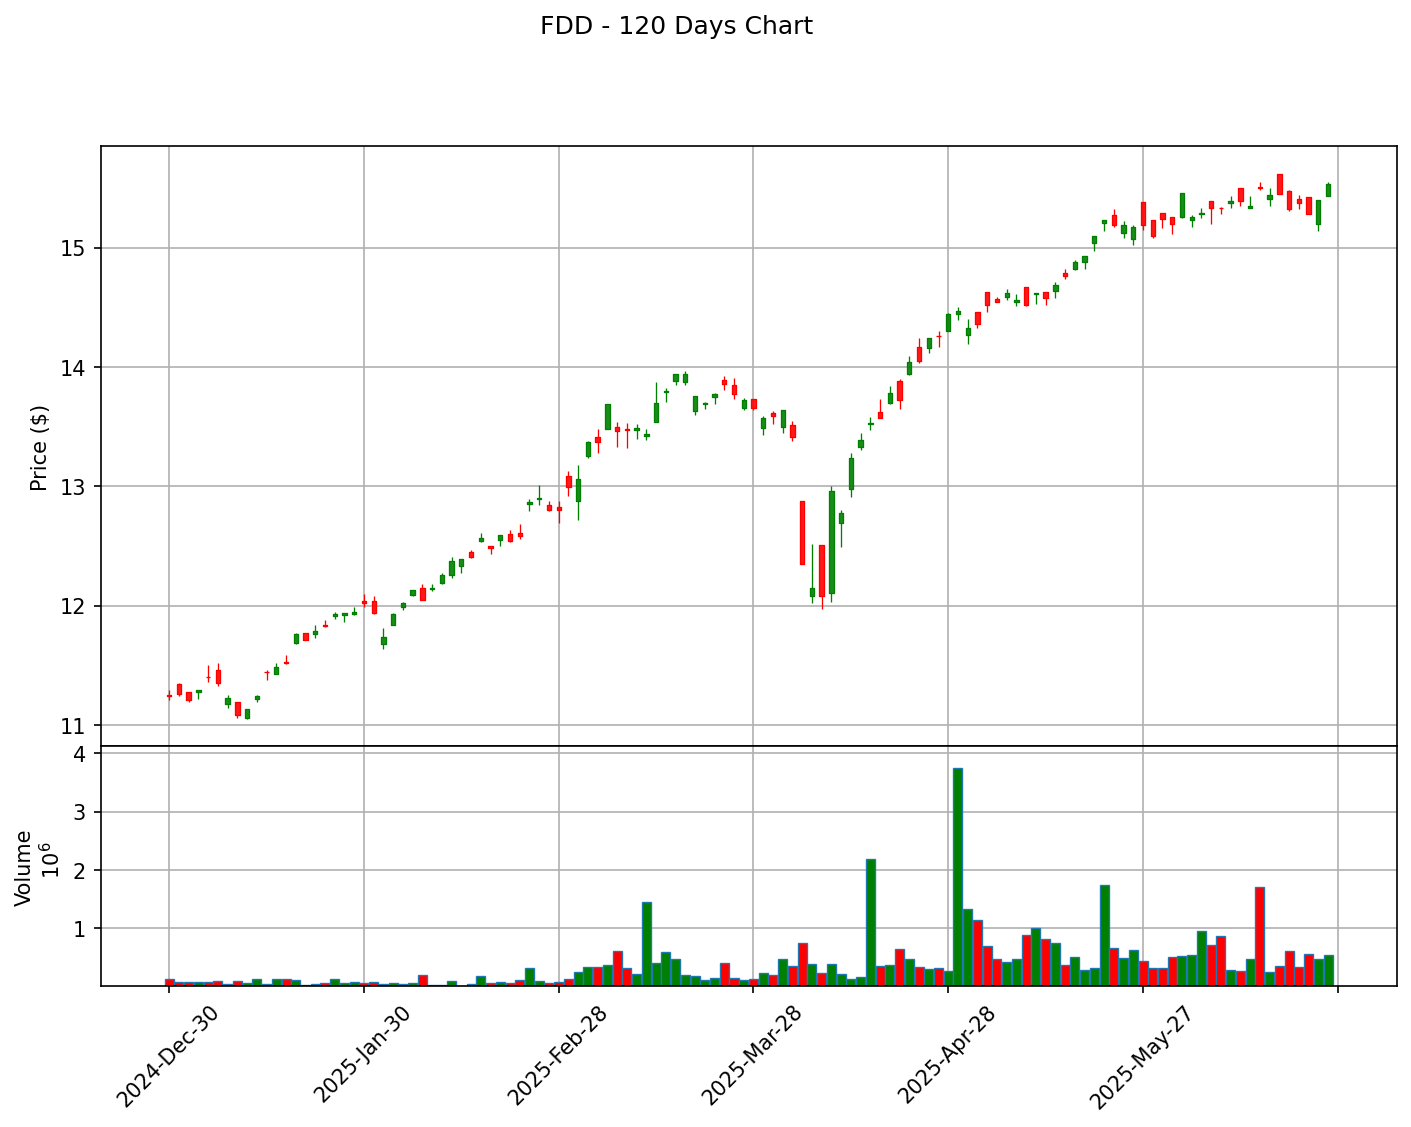 FDD - 120 Days Chart
Price ($)
15
14
13
12
11
Volume
10^6
4
3
2
1
2024-Dec-30
2025-Jan-30
2025-Feb-28
2025-Mar-28
2025-Apr-28
2025-May-27